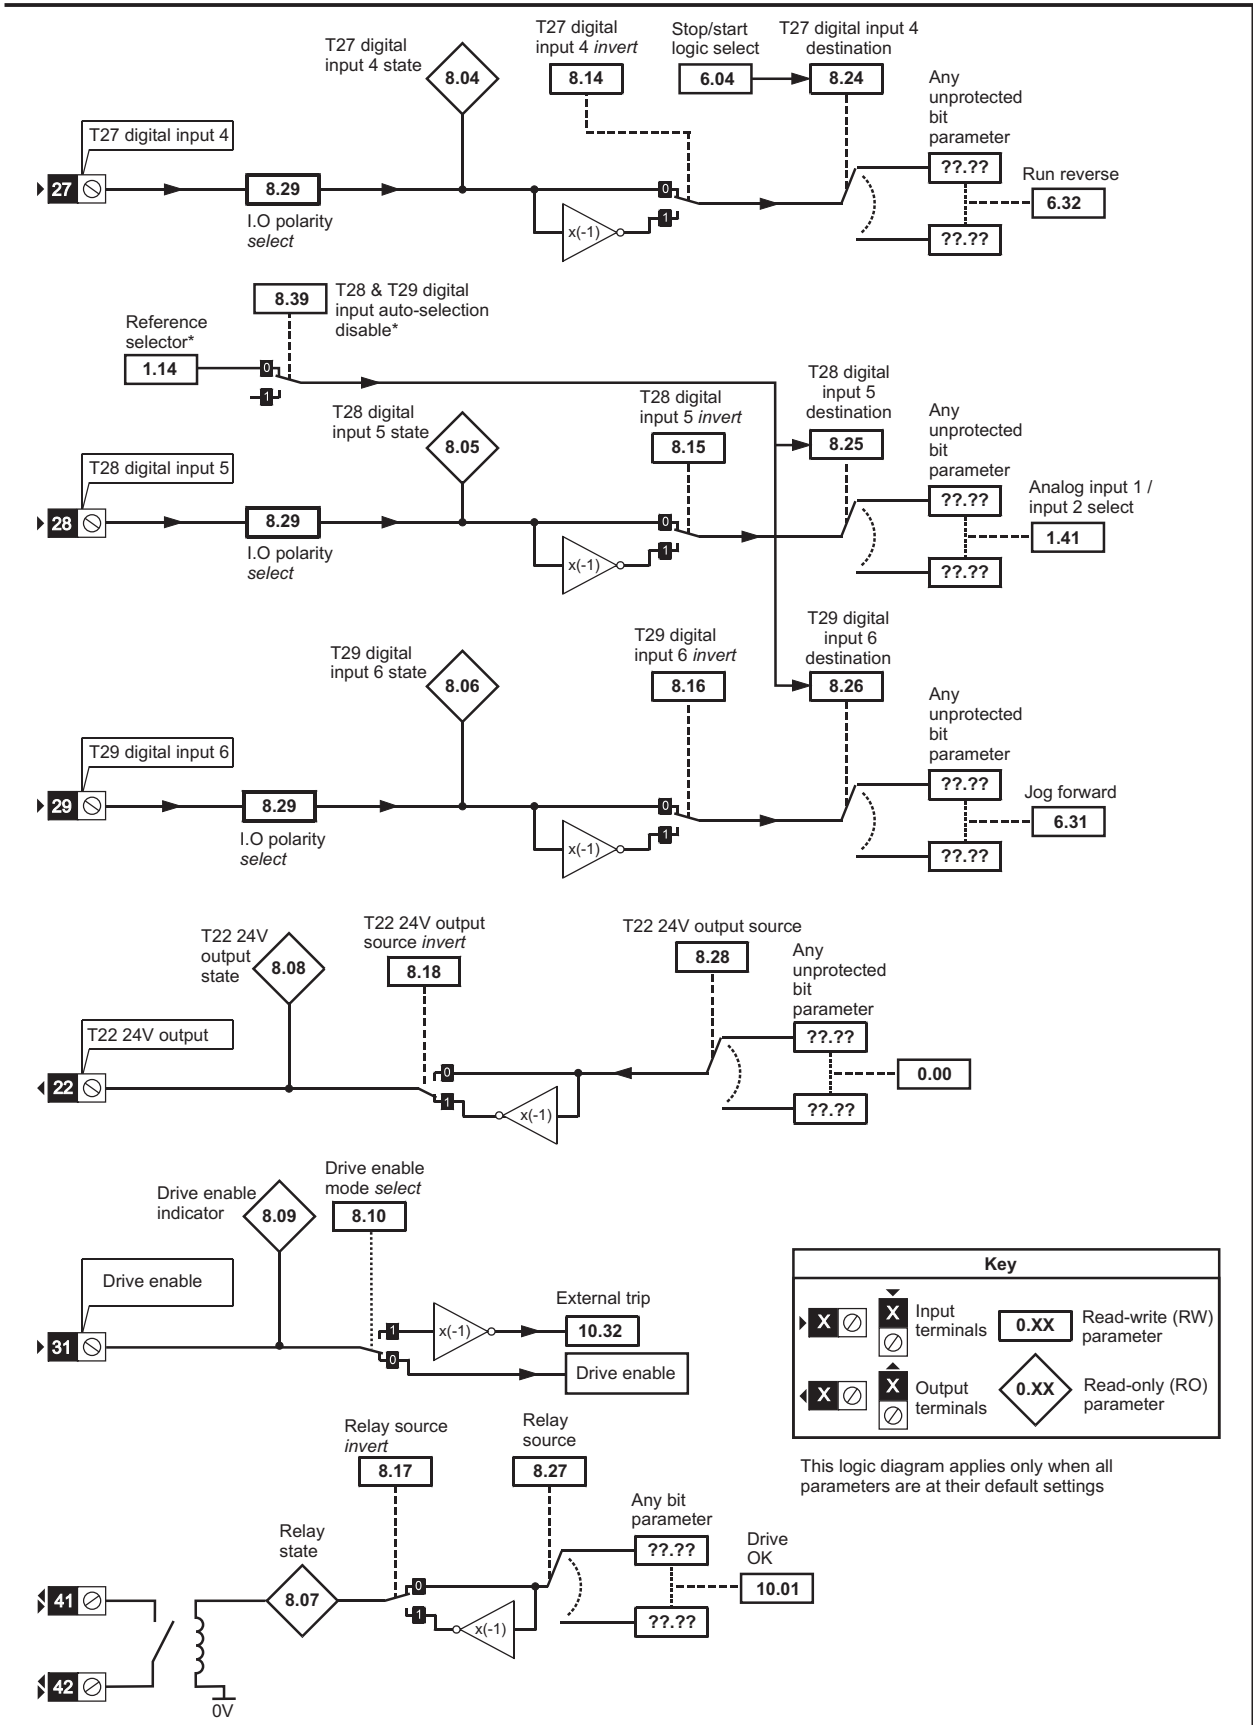 T27 digital
input 4 state
8.04
T27 digital
input 4 invert
8.14
Stop/start
logic select
6.04
T27 digital input 4
destination
8.24
Any
unprotected
bit
parameter
??.??
??.??
Run reverse
6.32
T27 digital input 4
27
8.29
I.O polarity
select
x(-1)
0
1
8.39
T28 & T29 digital
input auto-selection
disable*
Reference
selector*
1.14
0
1
T28 digital
input 5 state
8.05
T28 digital
input 5 invert
8.15
T28 digital
input 5
destination
8.25
Any
unprotected
bit
parameter
??.??
??.??
Analog input 1 /
input 2 select
1.41
T28 digital input 5
28
8.29
I.O polarity
select
x(-1)
0
1
T29 digital
input 6 state
8.06
T29 digital
input 6 invert
8.16
T29 digital
input 6
destination
8.26
Any
unprotected
bit
parameter
??.??
??.??
Jog forward
6.31
T29 digital input 6
29
8.29
I.O polarity
select
x(-1)
0
1
T22 24V
output
state
8.08
T22 24V output
source invert
8.18
T22 24V output source
8.28
Any
unprotected
bit
parameter
??.??
??.??
0.00
T22 24V output
22
0
1
x(-1)
Drive enable
indicator
8.09
Drive enable
mode select
8.10
Drive enable
31
1
0
x(-1)
External trip
10.32
Drive enable
Key
X
X
Input
terminals
0.XX
Read-write (RW)
parameter
X
X
Output
terminals
0.XX
Read-only (RO)
parameter
This logic diagram applies only when all
parameters are at their default settings
Relay source
invert
8.17
Relay
source
8.27
Any bit
parameter
??.??
??.??
Drive
OK
10.01
Relay
state
8.07
0
1
x(-1)
41
42
0V